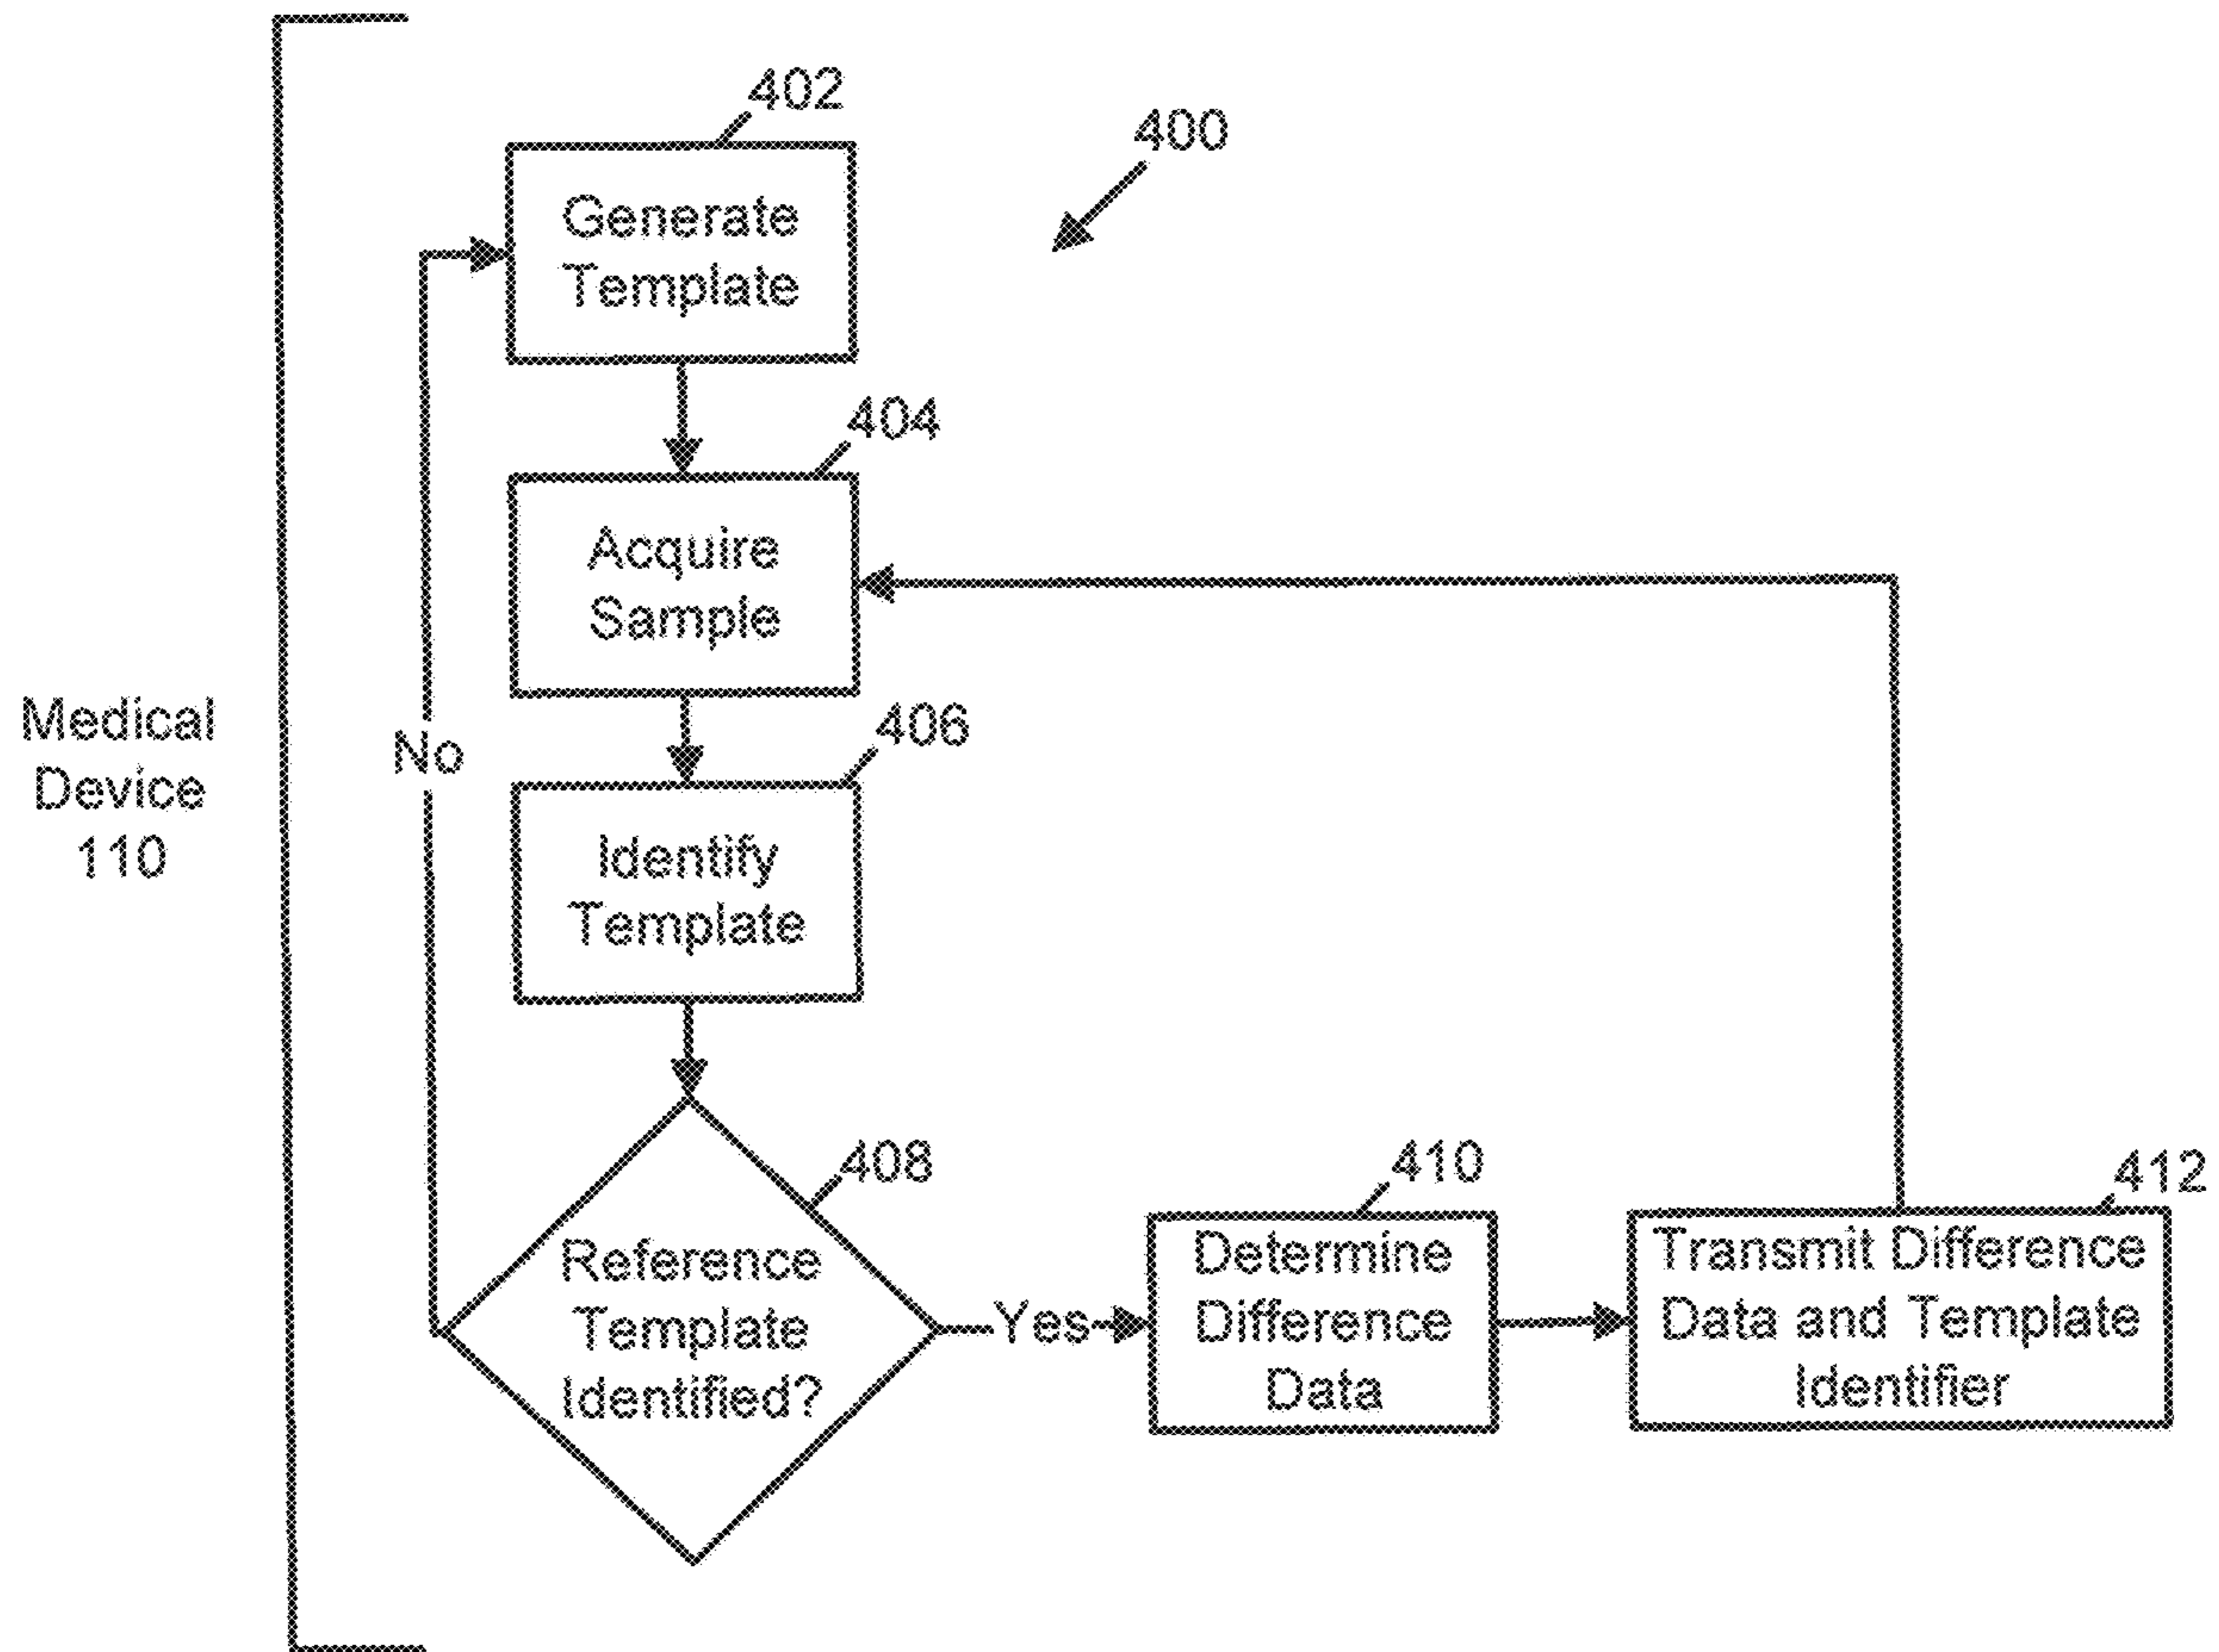 402
400
Generate
Template
404
Acquire
Sample
406
Medical
Device
110
No
Identify
Template
408
Reference
Template
Identified?
Yes
410
Determine
Difference
Data
412
Transmit Difference
Data and Template
Identifier